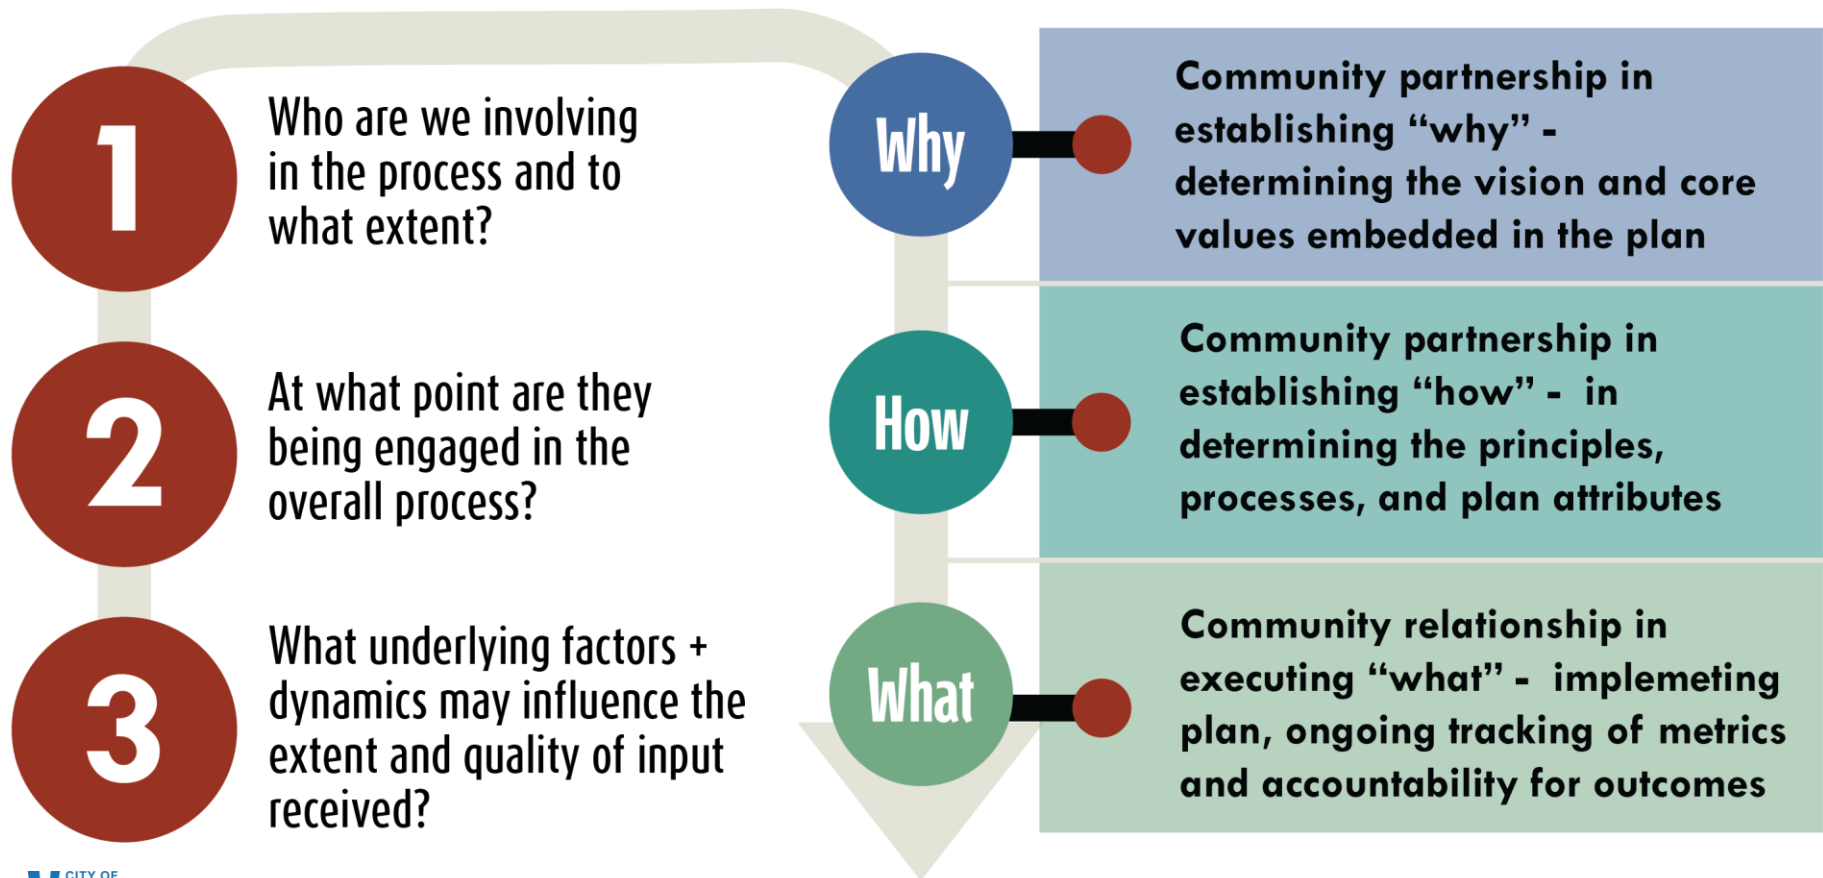 1
Who are we involving
in the process and to
what extent?
2
At what point are they
being engaged in the
overall process?
3
What underlying factors +
dynamics may influence the
extent and quality of input
received?
Why
Community partnership in
establishing “why” -
determining the vision and core
values embedded in the plan
How
Community partnership in
establishing “how” - in
determining the principles,
processes, and plan attributes
What
Community relationship in
executing “what” - implemeting
plan, ongoing tracking of metrics
and accountability for outcomes
CITY OF